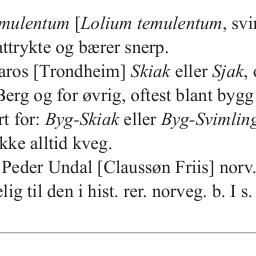 mulentum [Lolium temulentum, svi
attrykte og bærer snerp.
aros [Trondheim] Skiak eller Sjak,
Berg og for øvrig, oftest blant bygg
rt for: Byg-Skiak eller Byg-Svimling
kke alltid kveg.
Peder Undal [Claussøn Friis] norv.
elig til den i hist. rer. norveg. b. I s.